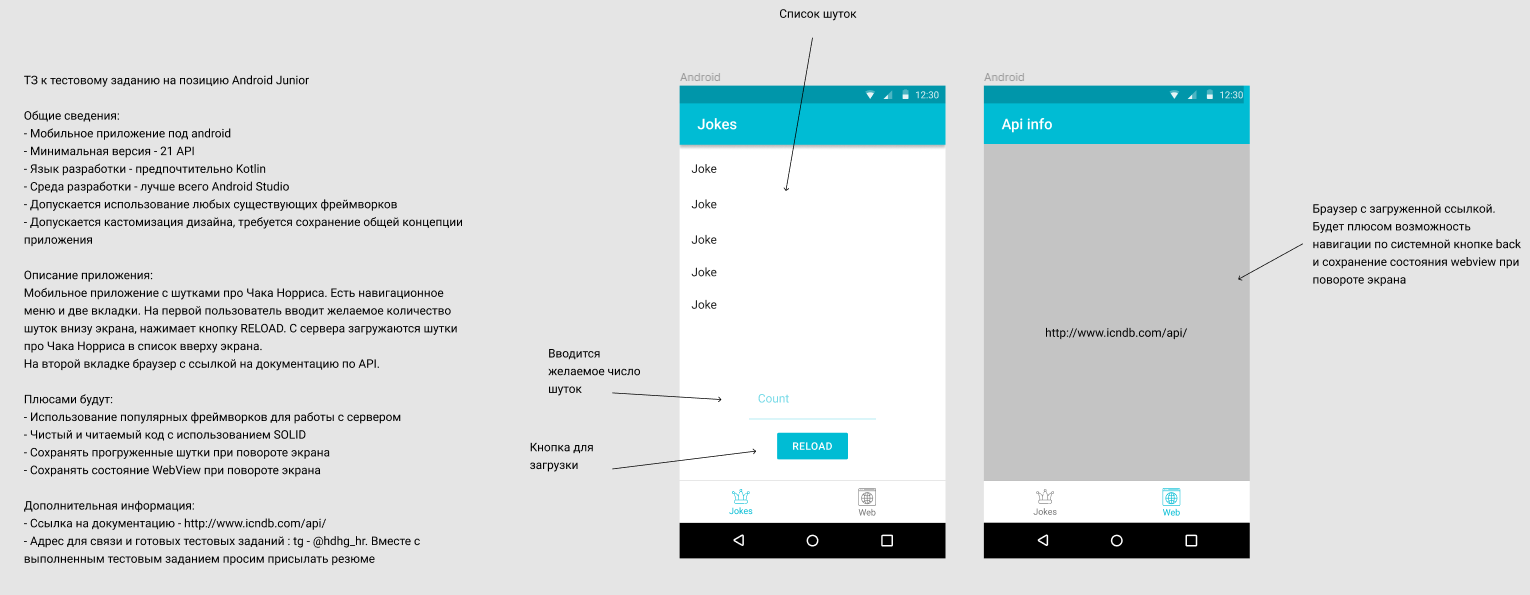 Список шуток
ТЗ к тестовому заданию на позицию Android Junior
Общие сведения:
- Мобильное приложение под android
- Минимальная версия - 21 API
- Язык разработки - предпочтительно Kotlin
- Среда разработки - лучше всего Android Studio
- Допускается использование любых существующих фреймворков
- Допускается кастомизация дизайна, требуется сохранение общей концепции
приложения
Описание приложения:
Мобильное приложение с шутками про Чака Норриса. Есть навигационное
меню и две вкладки. На первой пользователь вводит желаемое количество
шуток внизу экрана, нажимает кнопку RELOAD. С сервера загружаются шутки
про Чака Норриса в список вверху экрана.
На второй вкладке браузер с ссылкой на документацию по API.
Плюсами будут:
- Использование популярных фреймворков для работы с сервером
- Чистый и читаемый код с использованием SOLID
- Сохранять прогруженные шутки при повороте экрана
- Сохранять состояние WebView при повороте экрана
Дополнительная информация:
- Ссылка на документацию - http://www.icndb.com/api/
- Адрес для связи и готовых тестовых заданий : tg - @hdhg_hr. Вместе с
выполненным тестовым заданием просим присылать резюме
Вводится
желаемое число
шуток
Кнопка для
загрузки
Android
12:30
Jokes
Joke
Joke
Joke
Joke
Joke
Count
RELOAD
Jokes
Web
Android
12:30
Api info
http://www.icndb.com/api/
Jokes
Web
Браузер с загруженной ссылкой.
Будет плюсом возможность
навигации по системной кнопке back
и сохранение состояния webview при
повороте экрана